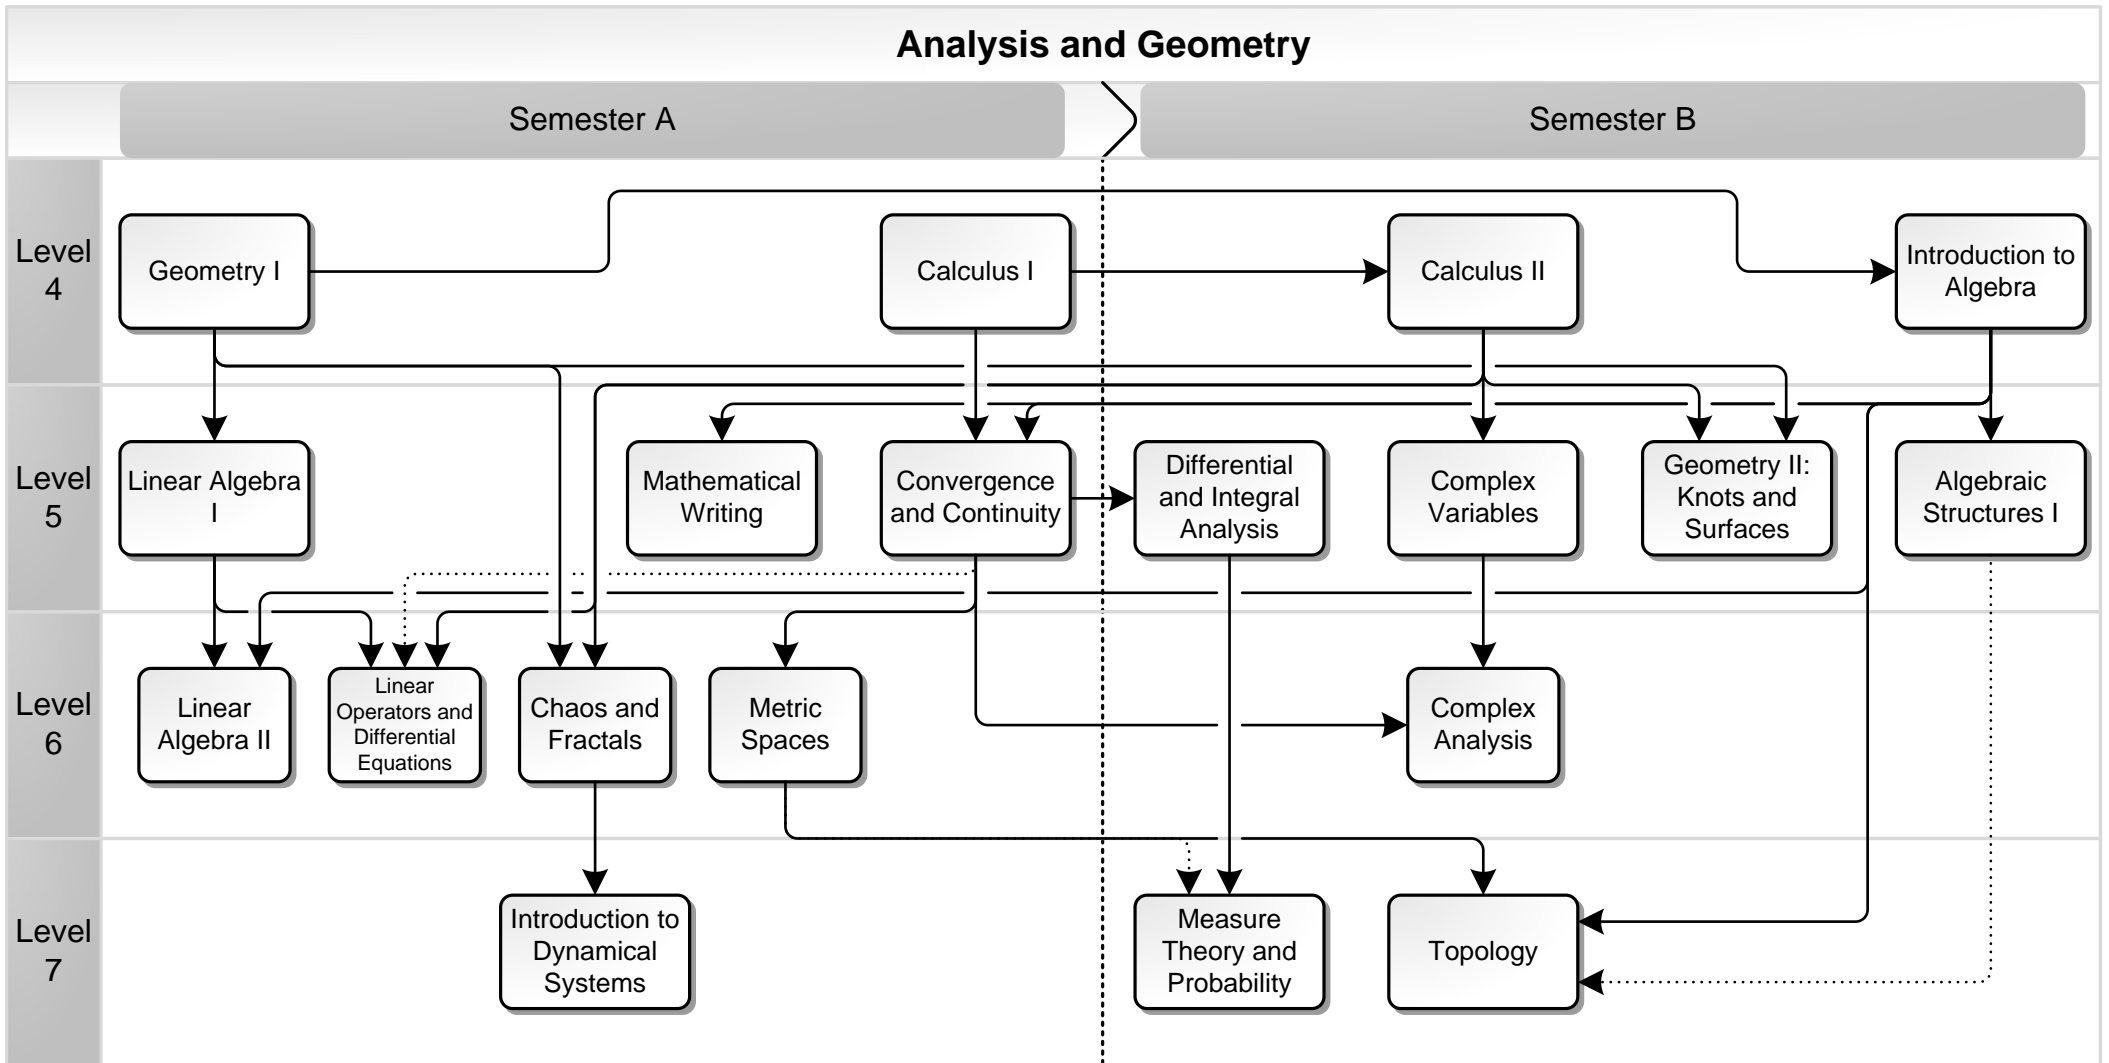 Analysis and Geometry
Semester A
Semester B
Level
4
Geometry I
Calculus I
Calculus II
Introduction to
Algebra
Level
5
Linear Algebra
I
Mathematical
Writing
Convergence
and Continuity
Differential
and Integral
Analysis
Complex
Variables
Geometry II:
Knots and
Surfaces
Algebraic
Structures I
Level
6
Linear
Algebra II
Linear
Operators and
Differential
Equations
Chaos and
Fractals
Metric
Spaces
Complex
Analysis
Level
7
Introduction to
Dynamical
Systems
Measure
Theory and
Probability
Topology